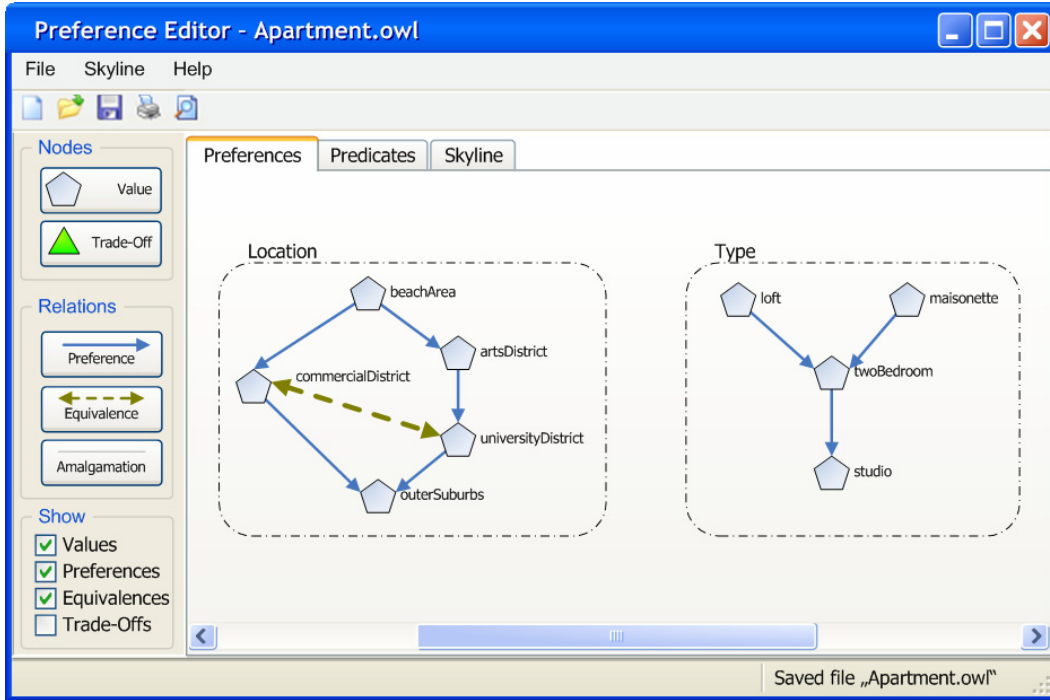 Preference Editor - Apartment.owl
File Skyline Help
Nodes
Value
Trade-Off
Relations
Preference
Equivalence
Amalgamation
Show
Values
Preferences
Equivalences
Trade-Offs
Preferences Predicates Skyline
Location
beachArea
artsDistrict
commercialDistrict
universityDistrict
outerSuburbs
Type
loft
maisonette
twoBedroom
studio
Saved file „Apartment.owl“